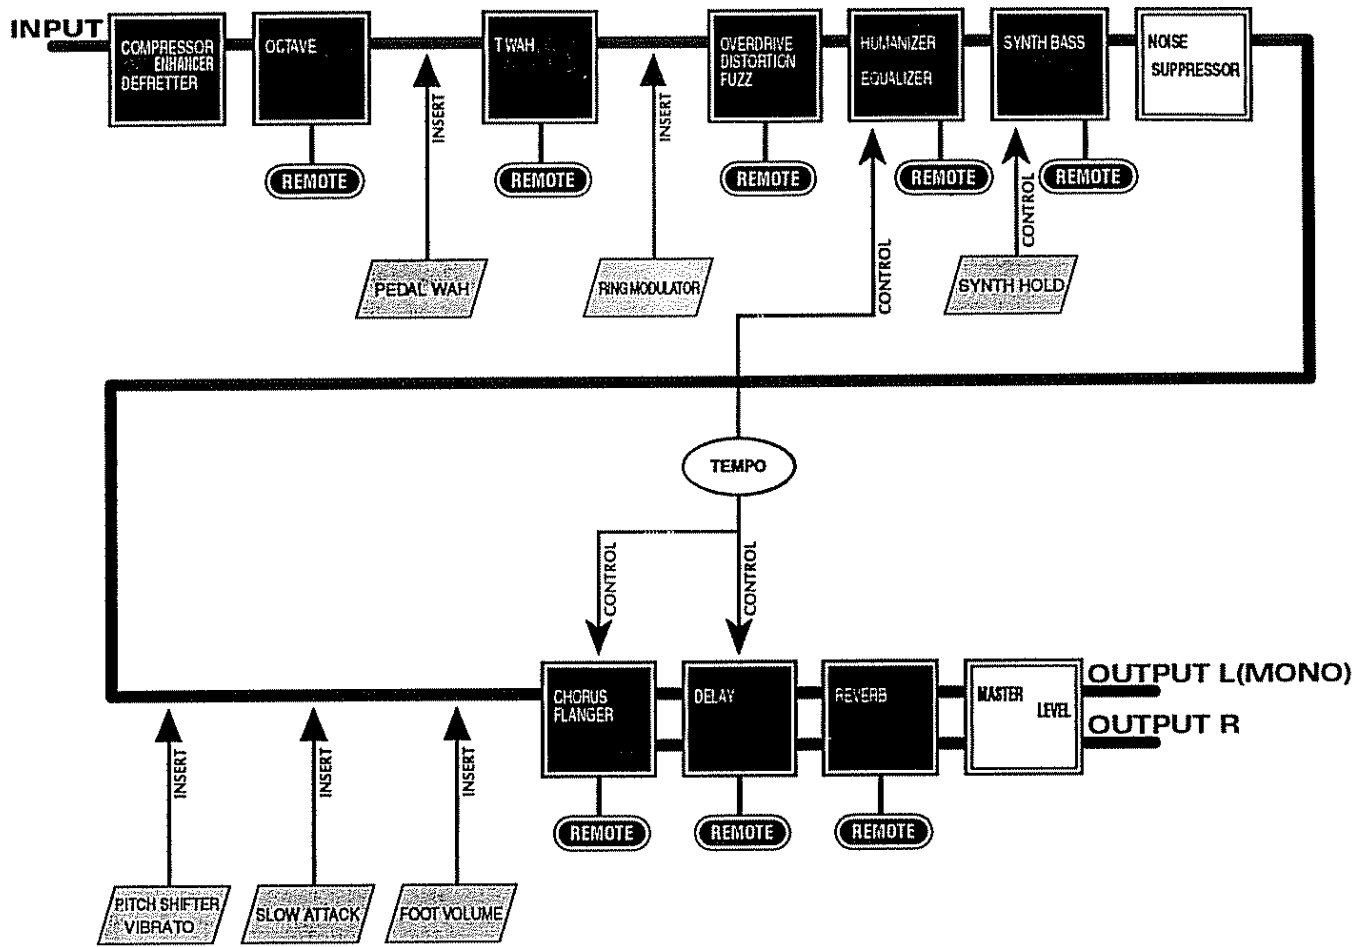 INPUT
COMPRESSOR
ENHANCER
DEFRETTER
OCTAVE
INSERT
T WAH
INSERT
OVERDRIVE
DISTORTION
FUZZ
HUMANIZER
EQUALIZER
SYNTH BASS
NOISE
SUPPRESSOR
REMOTE
REMOTE
REMOTE
REMOTE
REMOTE
PEDAL WAH
RING MODULATOR
CONTROL
CONTROL
SYNTH HOLD
TEMPO
CONTROL
CONTROL
CHORUS
FLANGER
DELAY
REVERB
MASTER
LEVEL
OUTPUT L(MONO)
OUTPUT R
INSERT
INSERT
INSERT
REMOTE
REMOTE
REMOTE
PITCH SHIFTER
VIBRATO
SLOW ATTACK
FOOT VOLUME